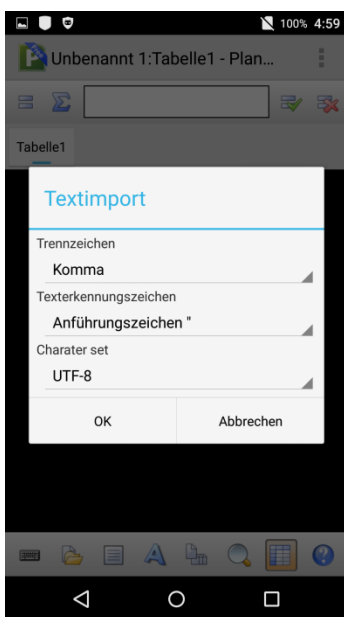 100% 4:59
Unbenannt 1:Tabelle1 - Plan...
Tabelle1
Textimport
Trennzeichen
Komma
Texterkennungszeichen
Anführungszeichen "
Charater set
UTF-8
OK Abbrechen